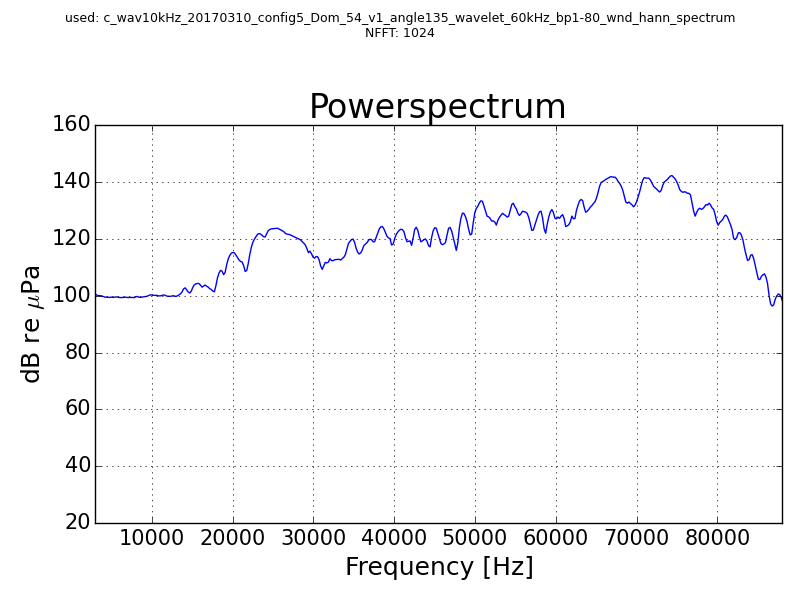 used: c_wav10kHz_20170310_config5_Dom_54_v1_angle135_wavelet_60kHz_bp1-80_wnd_hann_spectrum
NFFT: 1024
Powerspectrum
160
140
120
100
80
60
40
20
dB re μPa
10000 20000 30000 40000 50000 60000 70000 80000
Frequency [Hz]